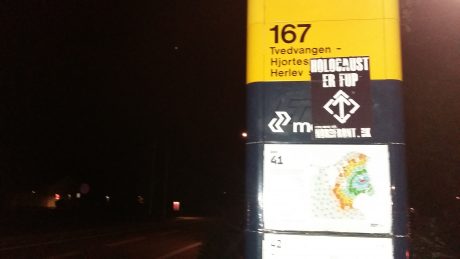 167
Tvedvangen -
Hjortes
Herlev
HOLOCAUST
ER FUP
NORDFRONT.DK
41
42